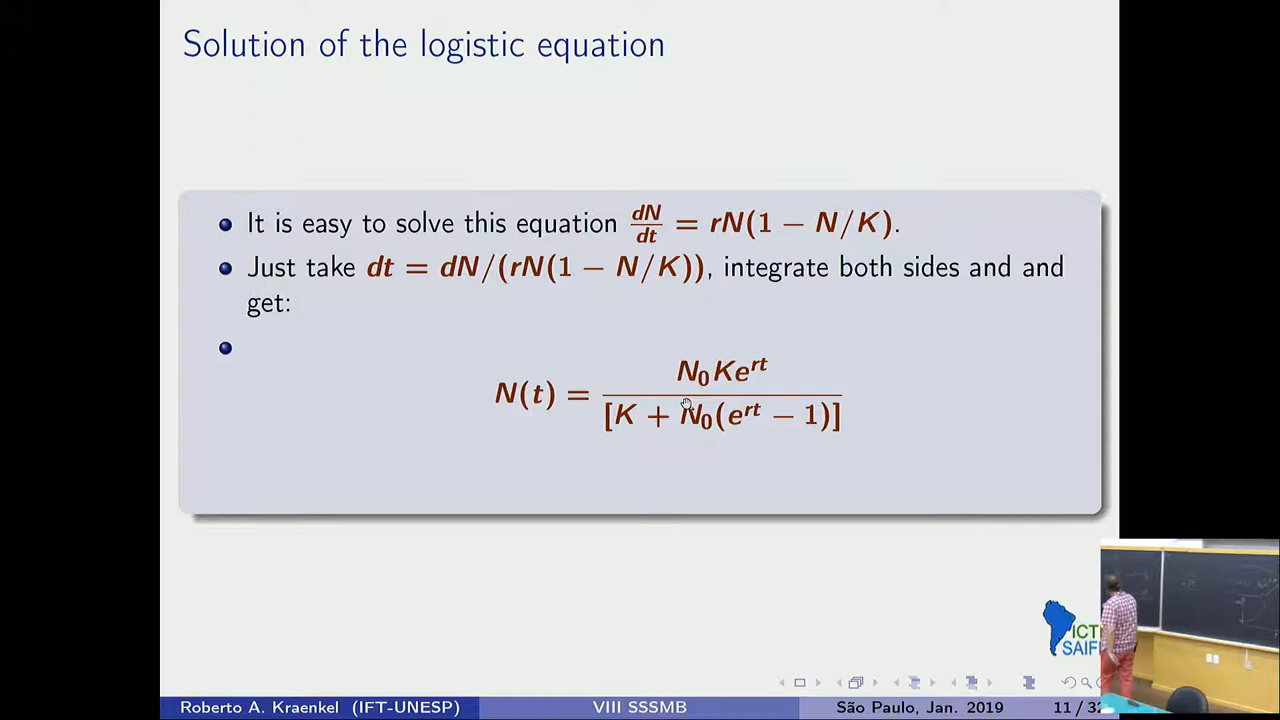 Solution of the logistic equation
It is easy to solve this equation dN/dt = rN(1 − N/K).
Just take dt = dN/(rN(1 − N/K)), integrate both sides and and
get:
N(t) = N₀Ke^{rt} / [K + N₀(e^{rt} − 1)]
SAIF
Roberto A. Kraenkel (IFT-UNESP) VIII SSSMB São Paulo, Jan. 2019 11 / 32